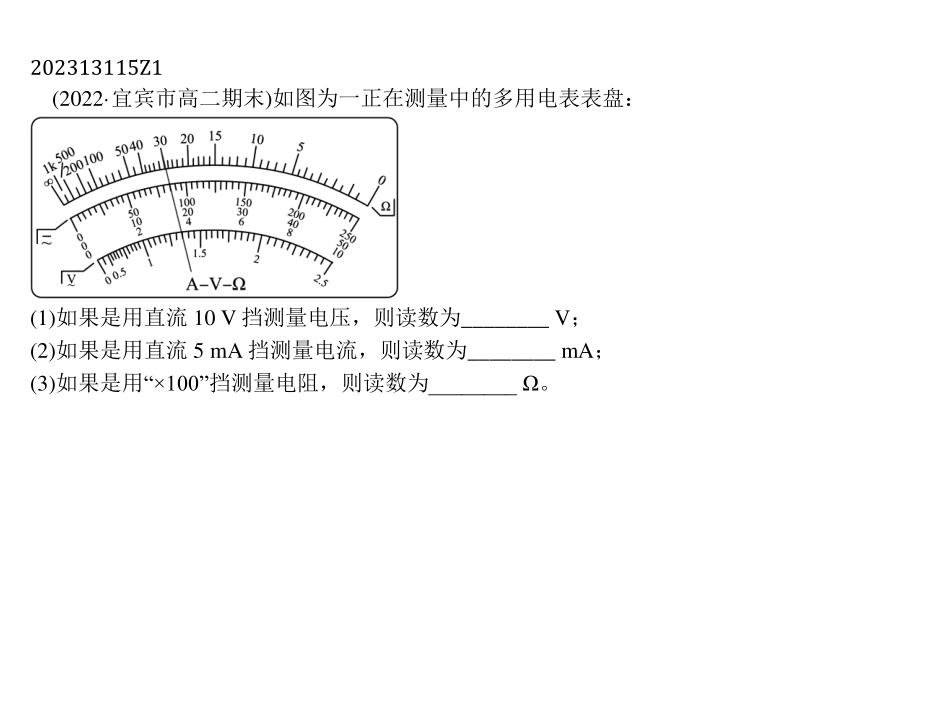 202313115Z1
(2022·宜宾市高二期末)如图为一正在测量中的多用电表表盘：
∞ 1k 500 200 100 50 40 30 20 15 10 5 0 Ω
0 50 100 150 200 250
0 10 20 30 40 50
0 2 4 6 8 10
V
0 0.5 1 1.5 2 2.5
A-V-Ω
(1)如果是用直流 10 V 挡测量电压，则读数为________ V；
(2)如果是用直流 5 mA 挡测量电流，则读数为________ mA；
(3)如果是用“×100”挡测量电阻，则读数为________ Ω。